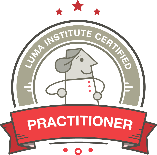 LUMA INSTITUTE CERTIFIED
PRACTITIONER